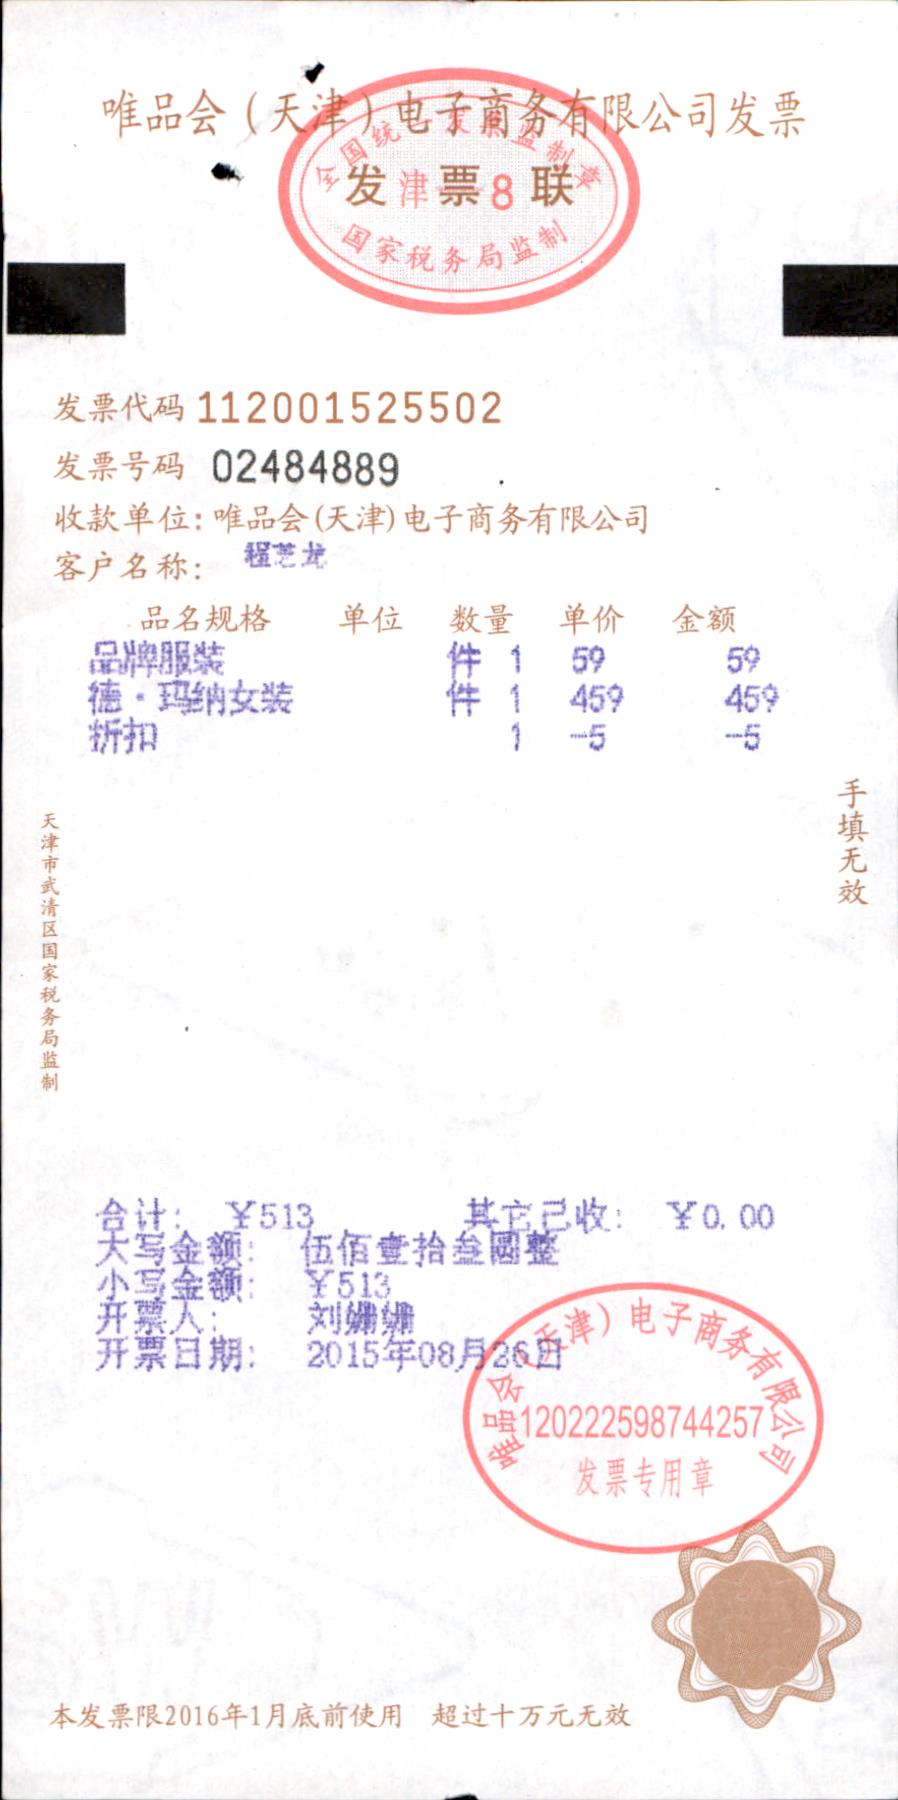 唯品会（天津）电子商务有限公司发票
全国统一发票监制章
发票联
津 8
国家税务局监制
发票代码 112001525502
发票号码 02484889
收款单位: 唯品会(天津)电子商务有限公司
客户名称: 程芝龙
品名规格 单位 数量 单价 金额
品牌服装 件 1 59 59
德·玛纳女装 件 1 459 459
折扣 1 -5 -5
手填无效
天津市武清区国家税务局监制
合计: ￥513 其它已收: ￥0.00
大写金额: 伍佰壹拾叁圆整
小写金额: ￥513
开票人: 刘姗姗
开票日期: 2015年08月26日
唯品会（天津）电子商务有限公司
120222598744257
发票专用章
本发票限2016年1月底前使用 超过十万元无效